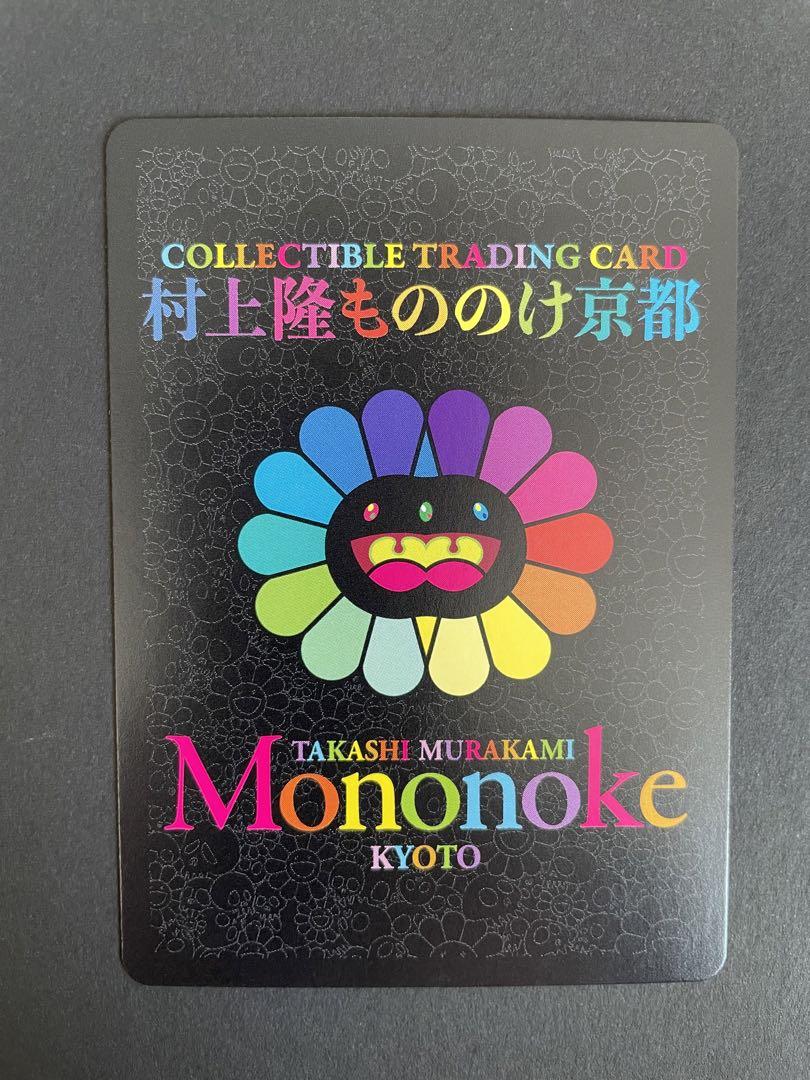 COLLECTIBLE TRADING CARD
村上隆もののけ京都
TAKASHI MURAKAMI
Mononoke
KYOTO